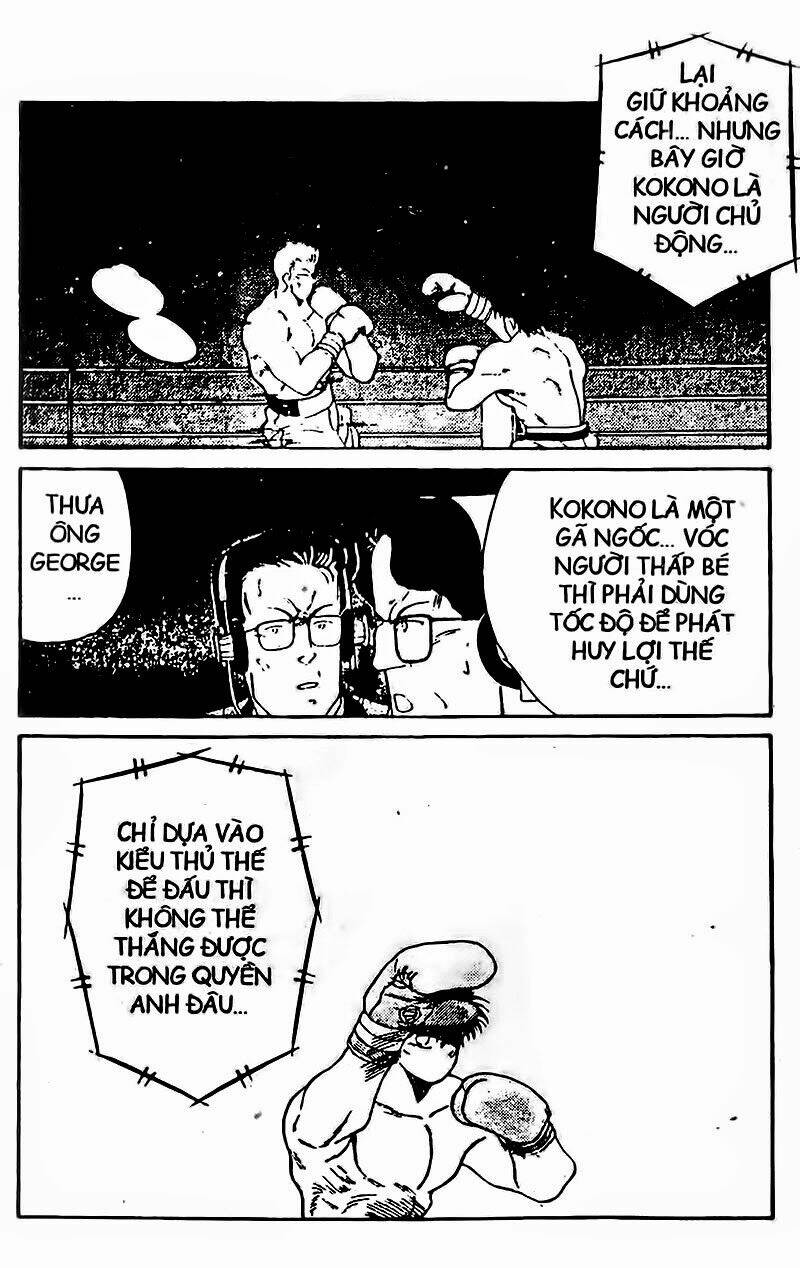 LẠI
GIỮ KHOẢNG
CÁCH... NHƯNG
BÂY GIỜ
KOKONO LÀ
NGƯỜI CHỦ
ĐỘNG...
THƯA
ÔNG
GEORGE
...
KOKONO LÀ MỘT
GÃ NGỐC... VÓC
NGƯỜI THẤP BÉ
THÌ PHẢI DÙNG
TỐC ĐỘ ĐỂ PHÁT
HUY LỢI THẾ
CHỨ...
CHỈ DỰA VÀO
KIỂU THỦ THẾ
ĐỂ ĐẤU THÌ
KHÔNG THỂ
THẮNG ĐƯỢC
TRONG QUYỀN
ANH ĐÂU...